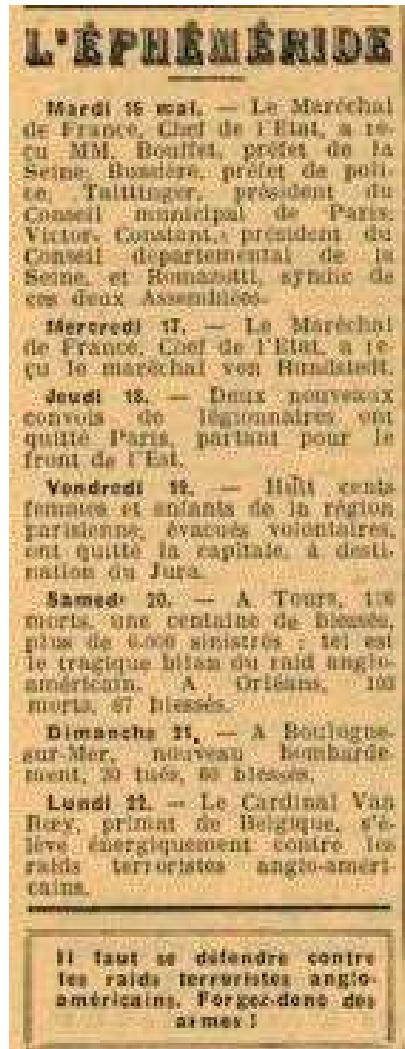 L'ÉPHÉMÉRIDE
Mardi 16 mai. — Le Maréchal
de France, Chef de l'Etat, a re-
çu MM. Bouffet, préfet de la
Seine; Bussière, préfet de poli-
ce, Taittinger, président du
Conseil municipal de Paris;
Victor Constant, président du
Conseil départemental de la
Seine, et Romazotti, syndic de
ces deux Assemblées.
Mercredi 17. — Le Maréchal
de France, Chef de l'Etat, a re-
çu le maréchal von Rundstedt.
Jeudi 18. — Deux nouveaux
convois de légionnaires ont
quitté Paris, partant pour le
front de l'Est.
Vendredi 19. — Huit cents
femmes et enfants de la région
parisienne, évacués volontaires,
ont quitté la capitale, à desti-
nation du Jura.
Samedi 20. — A Tours,
morts, une centaine de blessés,
plus de 6.000 sinistrés : tel est
le tragique bilan du raid anglo-
américain. A Orléans, 103
morts, 87 blessés.
Dimanche 21. — A Boulogne-
sur-Mer, nouveau bombarde-
ment, 20 tués, 60 blessés.
Lundi 22. — Le Cardinal Van
Rœy, primat de Belgique, s'é-
lève énergiquement contre les
raids terroristes anglo-améri-
cains.
Il faut se défendre contre
les raids terroristes anglo-
américains. Forgez-donc des
armes !